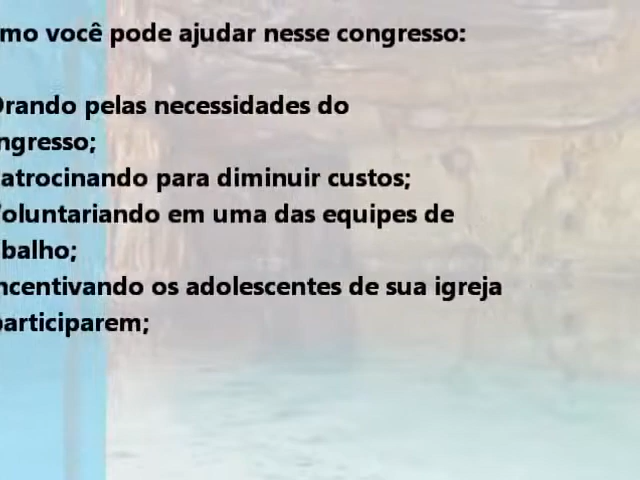 mo você pode ajudar nesse congresso:
Orando pelas necessidades do
ngresso;
atrocinando para diminuir custos;
Voluntariando em uma das equipes de
balho;
ncentivando os adolescentes de sua igreja
participarem;